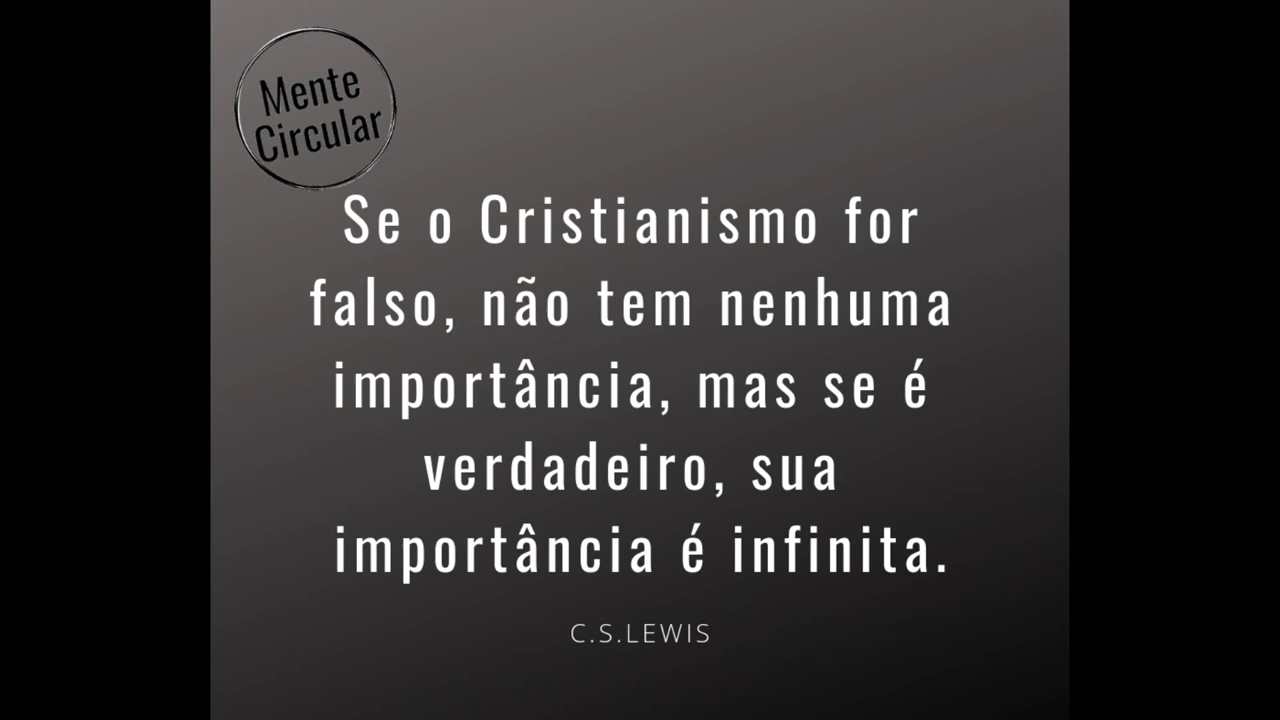 Mente
Circular
Se o Cristianismo for
falso, não tem nenhuma
importância, mas se é
verdadeiro, sua
importância é infinita.
C.S.LEWIS